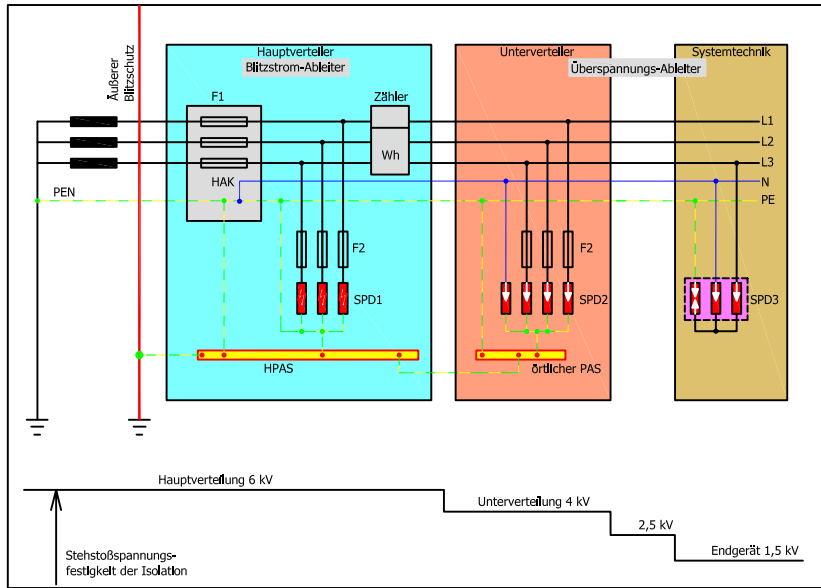 Äußerer
Blitzschutz
Hauptverteiler
Blitzstrom-Ableiter
Unterverteiler
Überspannungs-Ableiter
Systemtechnik
F1
Zähler
L1
L2
Wh
L3
HAK
N
PEN
PE
F2
F2
SPD1
SPD2
SPD3
HPAS
örtlicher PAS
Hauptverteilung 6 kV
Unterverteilung 4 kV
2,5 kV
Endgerät 1,5 kV
Stehstoßspannungs-
festigkeit der Isolation